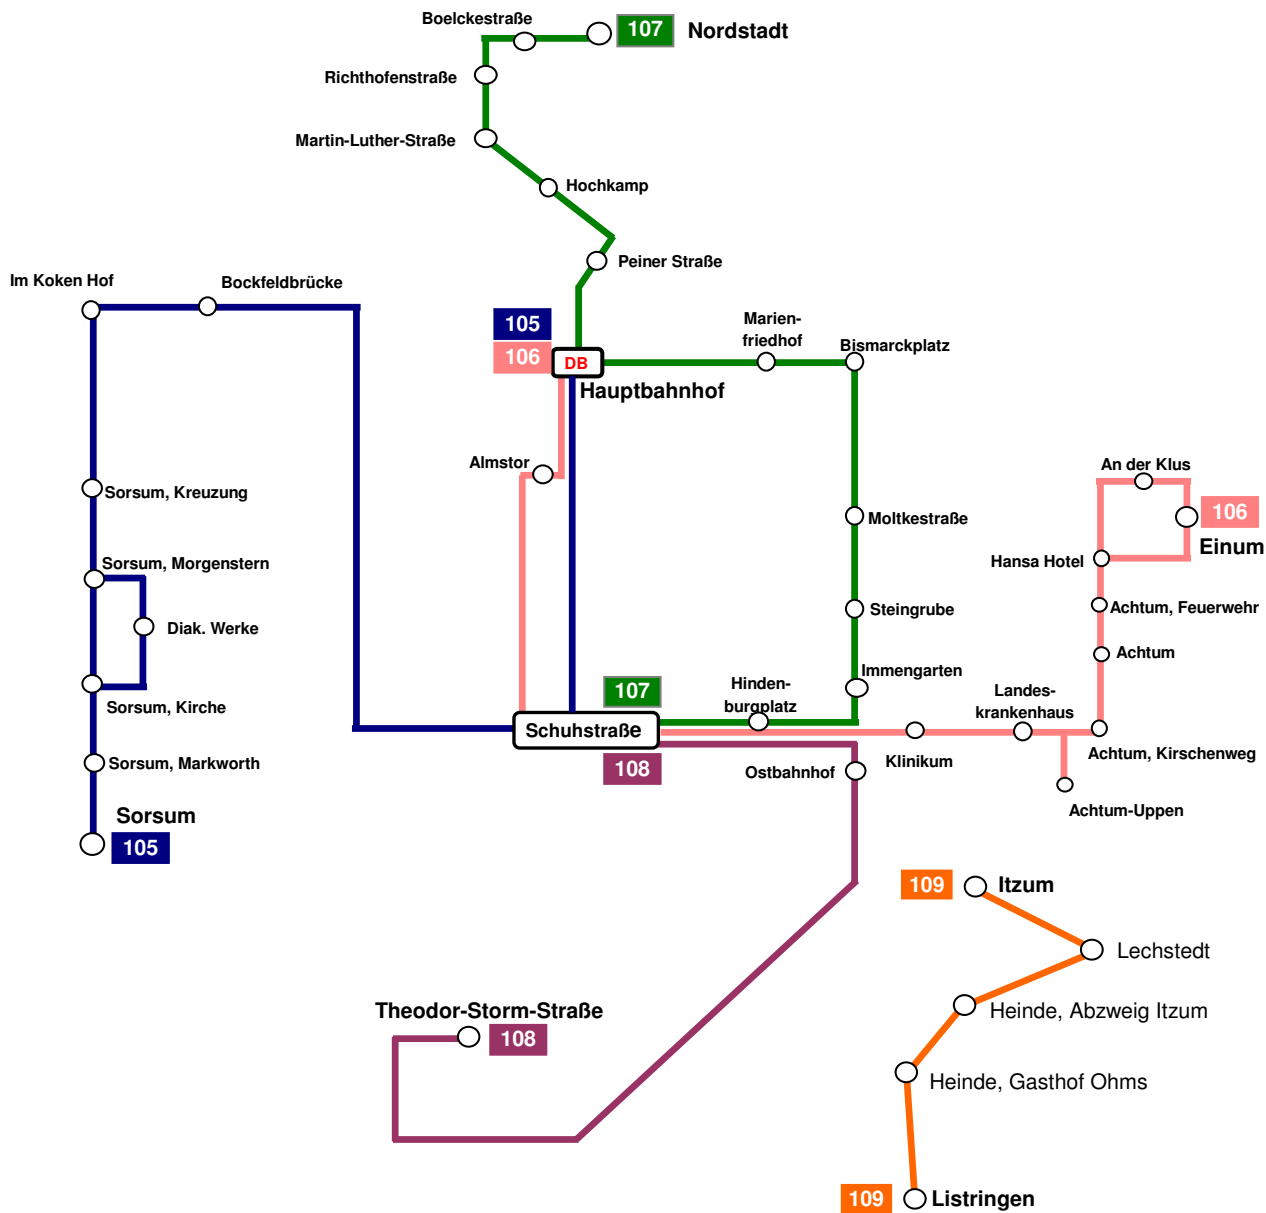 Boelckestraße
107 Nordstadt
Richthofenstraße
Martin-Luther-Straße
Hochkamp
Peiner Straße
Im Koken Hof
Bockfeldbrücke
105
106
DB
Hauptbahnhof
Marien-
friedhof
Bismarckplatz
Almstor
An der Klus
106
Einum
Sorsum, Kreuzung
Moltkestraße
Hansa Hotel
Sorsum, Morgenstern
Diak. Werke
Steingrube
Achtum, Feuerwehr
Achtum
Immengarten
Sorsum, Kirche
107
Hinden-
burgplatz
Landes-
krankenhaus
Schuhstraße
108
Ostbahnhof
Klinikum
Achtum, Kirschenweg
Sorsum, Markworth
Achtum-Uppen
Sorsum
105
109 Itzum
Lechstedt
Theodor-Storm-Straße
108
Heinde, Abzweig Itzum
Heinde, Gasthof Ohms
109 Listringen